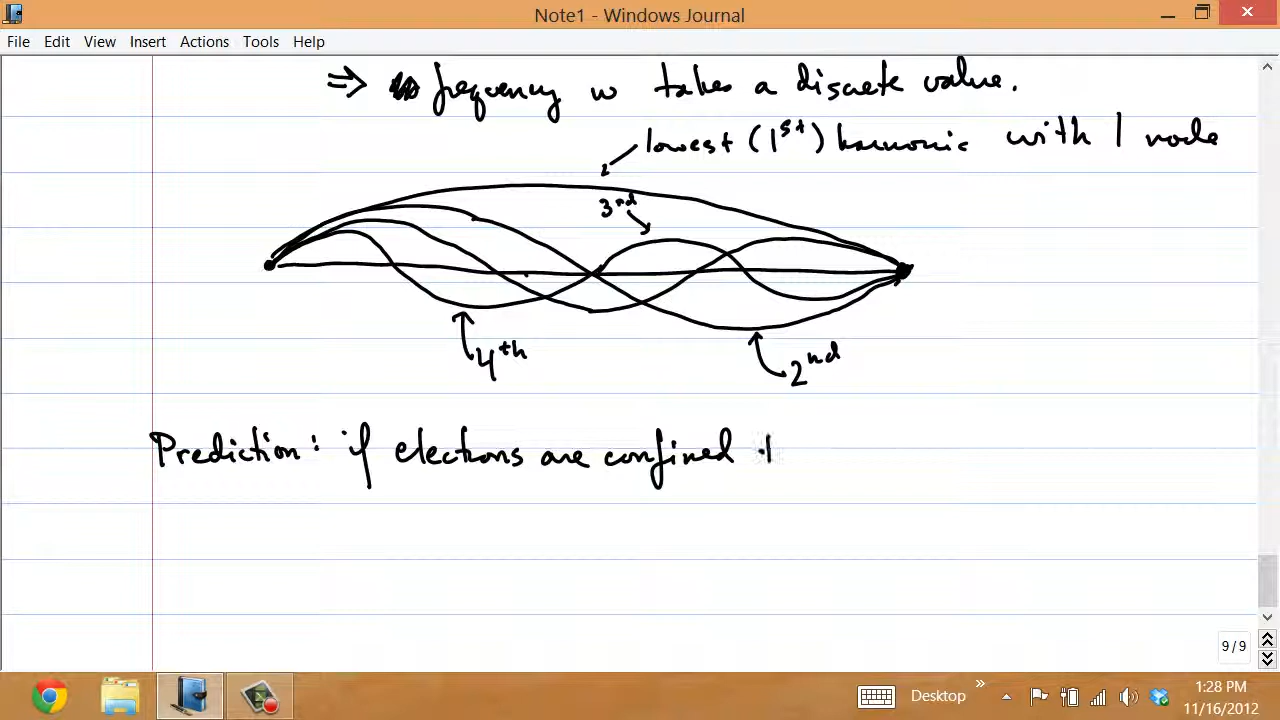 Note1 - Windows Journal
File Edit View Insert Actions Tools Help
⇒ frequency w takes a discrete value.
lowest (1st) harmonic with 1 node
3rd
4th
2nd
Prediction: if electrons are confined
9/9
Desktop
1:28 PM
11/16/2012